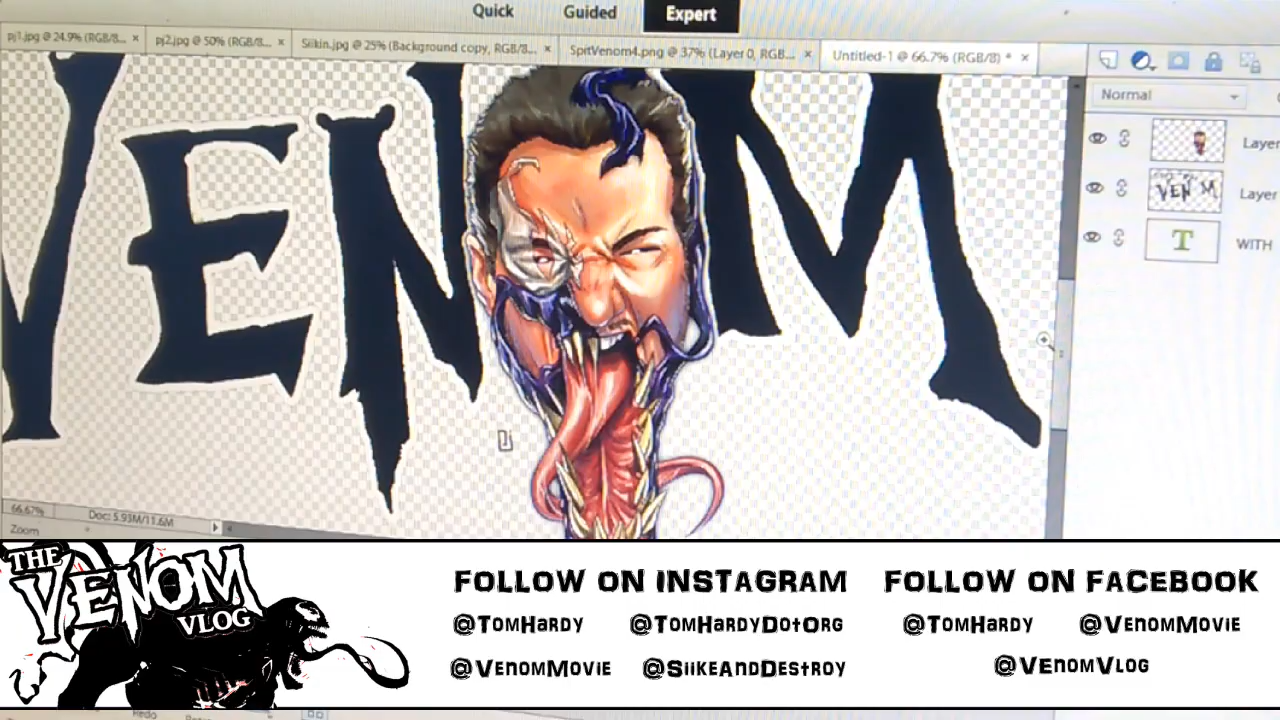 Quick Guided Expert
pj1.jpg @ 24.9% (RGB/8... × pj2.jpg @ 50% (RGB/8... × Siikin.jpg @ 25% (Background copy, RGB/8... × SpitVenom4.png @ 37% (Layer 0, RGB... × Untitled-1 @ 66.7% (RGB/8) * ×
Normal
Layer
Layer
T WITH
VENOM
66.67% Doc: 5.93M/11.6M
Zoom
THE
VENOM
VLOG
FOLLOW ON INSTAGRAM
@TomHardy @TomHardyDotOrg
@VenomMovie @SiikeAndDestroy
FOLLOW ON FACEBOOK
@TomHardy @VenomMovie
@VEnomVlog
Redo